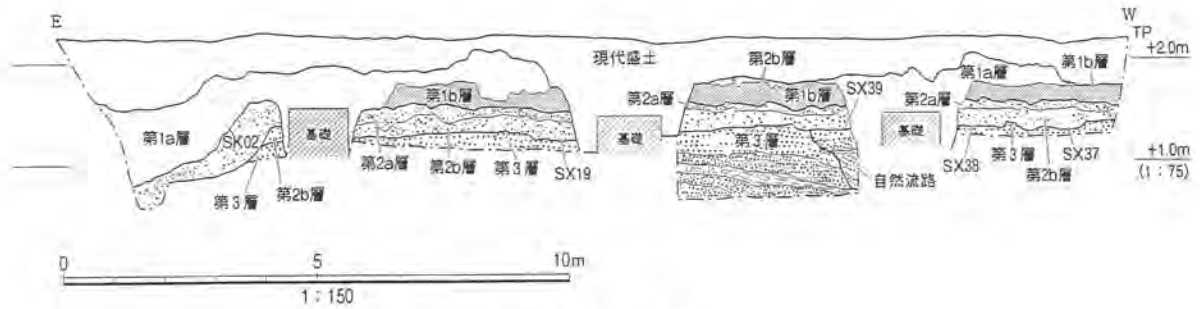 E
W
TP
+2.0m
現代盛土
第2b層
第1a層
第1b層
第1b層
第2a層
第1b層
SX39
第2a層
第1a層
SK02
基礎
基礎
第3層
基礎
+1.0m
(1：75)
第2a層
第2b層
第3層
SX19
SX38
第3層
SX37
第3層
第2b層
自然流路
第2b層
0
5
10m
1：150